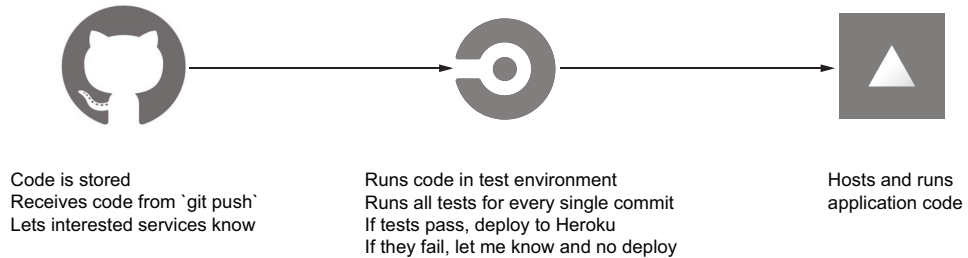 Code is stored
Receives code from `git push`
Lets interested services know
Runs code in test environment
Runs all tests for every single commit
If tests pass, deploy to Heroku
If they fail, let me know and no deploy
Hosts and runs
application code